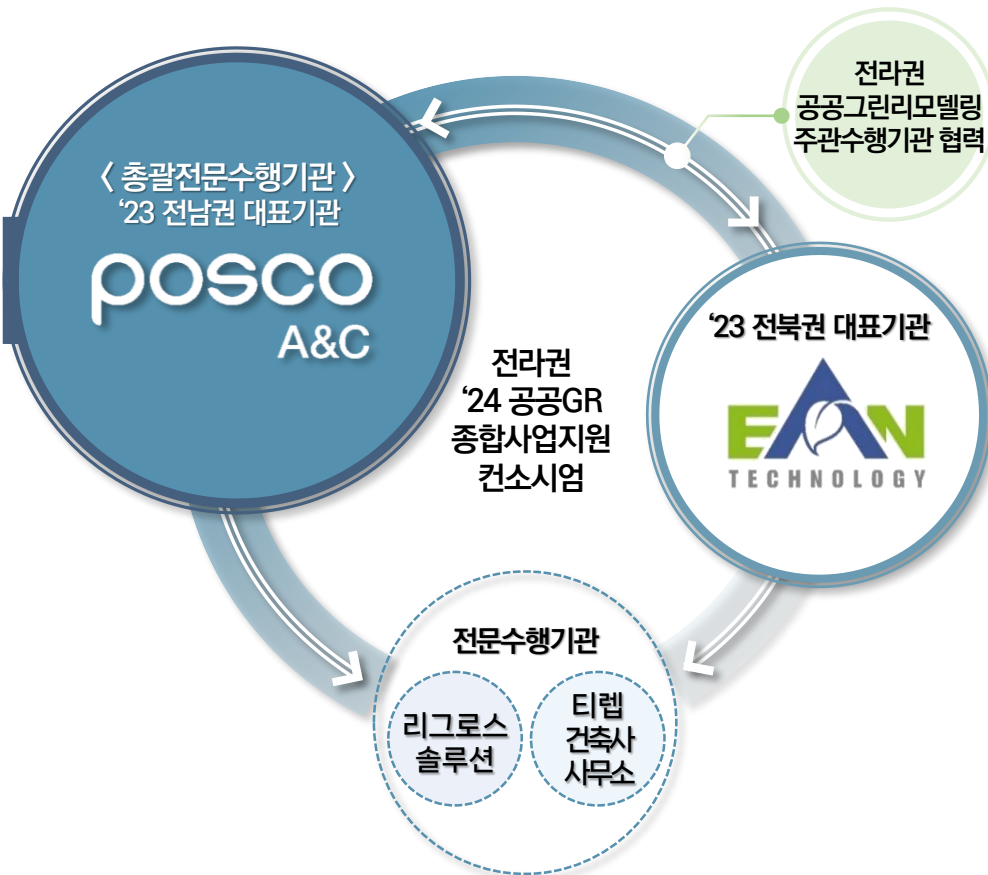 〈 총괄전문수행기관 〉
‘23 전남권 대표기관
posco
A&C
전라권
공공그린리모델링
주관수행기관 협력
‘23 전북권 대표기관
EAN
TECHNOLOGY
전라권
‘24 공공GR
종합사업지원
컨소시엄
전문수행기관
리그로스
솔루션
티렙
건축사
사무소